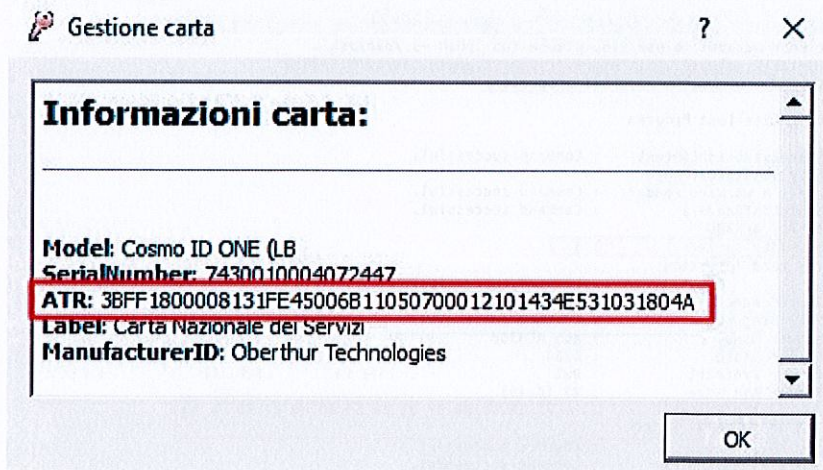 Gestione carta ? ×
Informazioni carta:
Model: Cosmo ID ONE (LB
SerialNumber: 7430010004072447
ATR: 3BFF1800008131FE45006B11050700012101434E531031804A
Label: Carta Nazionale dei Servizi
ManufacturerID: Oberthur Technologies
OK